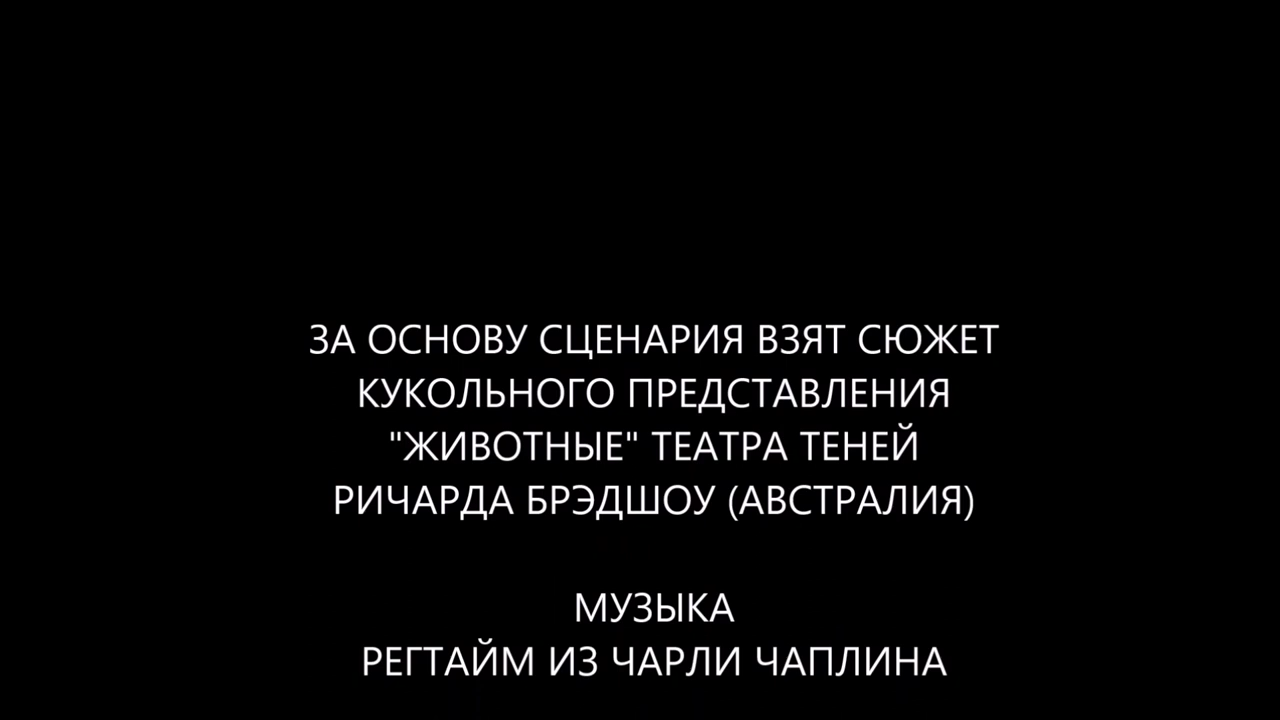 ЗА ОСНОВУ СЦЕНАРИЯ ВЗЯТ СЮЖЕТ
КУКОЛЬНОГО ПРЕДСТАВЛЕНИЯ
"ЖИВОТНЫЕ" ТЕАТРА ТЕНЕЙ
РИЧАРДА БРЭДШОУ (АВСТРАЛИЯ)
МУЗЫКА
РЕГТАЙМ ИЗ ЧАРЛИ ЧАПЛИНА